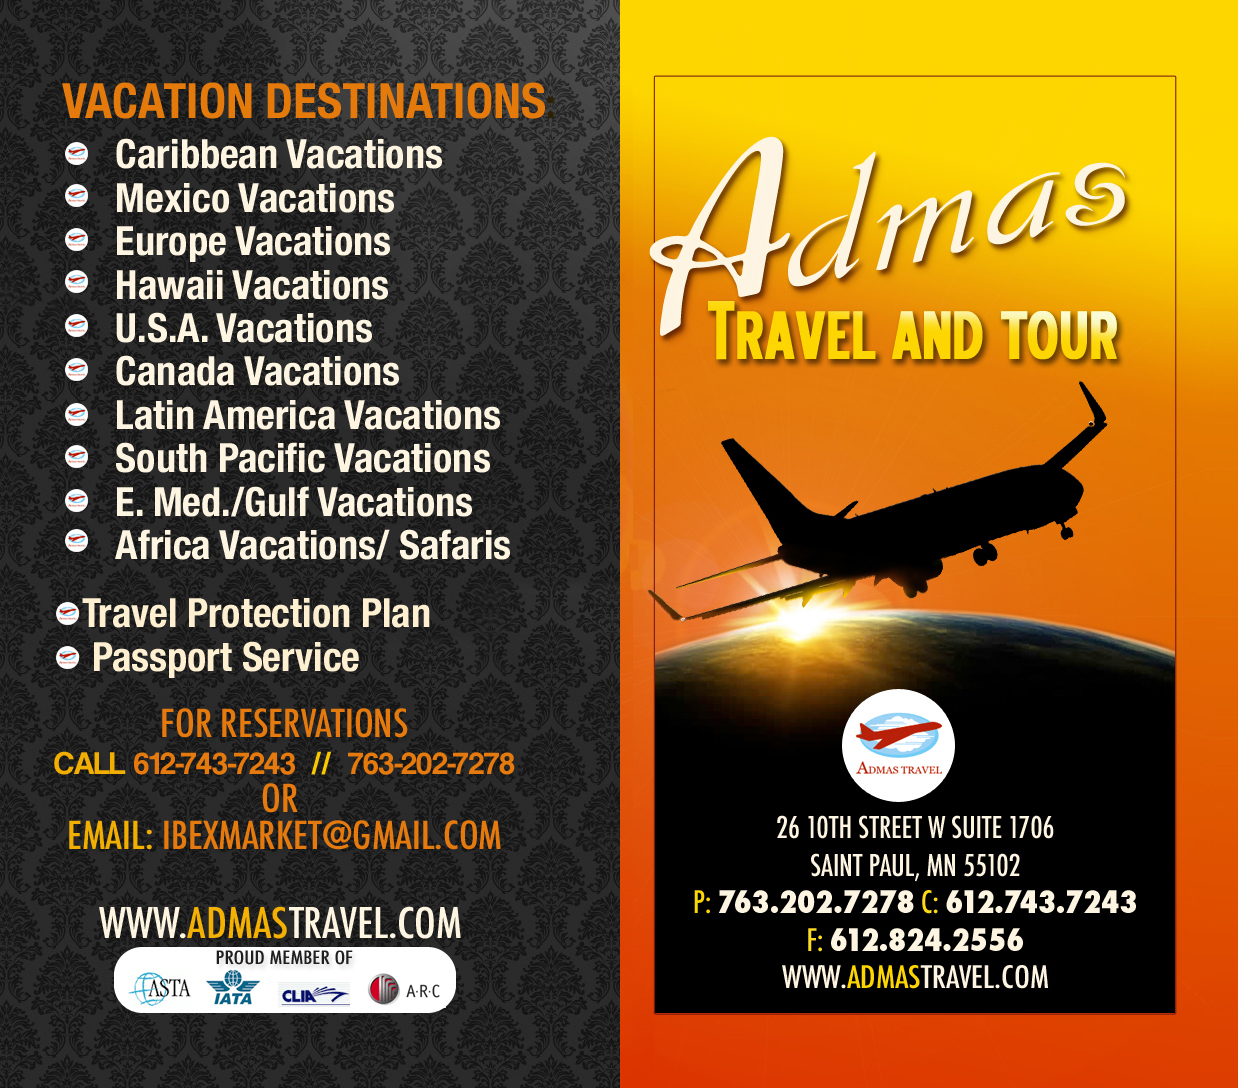 VACATION DESTINATIONS:
Caribbean Vacations
Mexico Vacations
Europe Vacations
Hawaii Vacations
U.S.A. Vacations
Canada Vacations
Latin America Vacations
South Pacific Vacations
E. Med./Gulf Vacations
Africa Vacations/ Safaris
Travel Protection Plan
Passport Service
FOR RESERVATIONS
CALL 612-743-7243 // 763-202-7278
OR
EMAIL: IBEXMARKET@GMAIL.COM
WWW.ADMASTRAVEL.COM
PROUD MEMBER OF
ASTA IATA CLIA A·R·C
Admas
TRAVEL AND TOUR
ADMAS TRAVEL
26 10TH STREET W SUITE 1706
SAINT PAUL, MN 55102
P: 763.202.7278 C: 612.743.7243
F: 612.824.2556
WWW.ADMASTRAVEL.COM